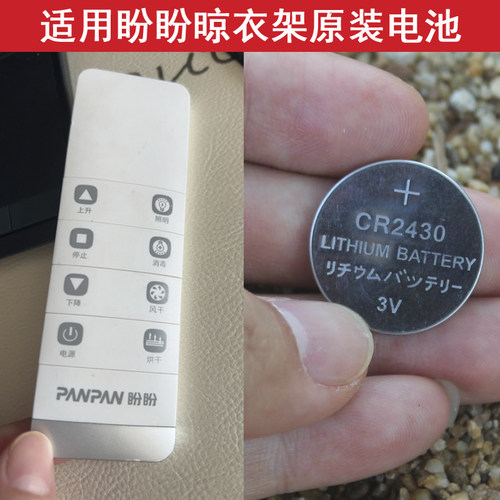 适用盼盼晾衣架原装电池
上升
照明
停止
消毒
下降
风干
电源
烘干
PANPAN 盼盼
+
CR2430
LITHIUM BATTERY
リチウムバッテリー
3V